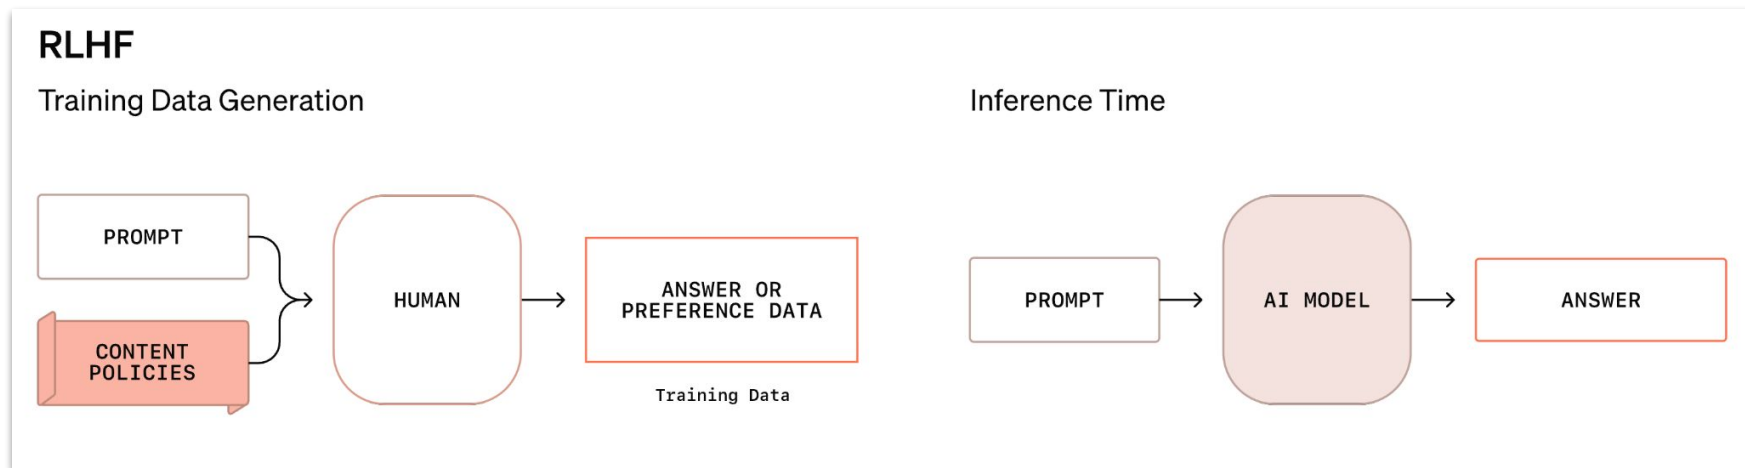 RLHF
Training Data Generation
PROMPT
CONTENT
POLICIES
HUMAN
ANSWER OR
PREFERENCE DATA
Training Data
Inference Time
PROMPT
AI MODEL
ANSWER